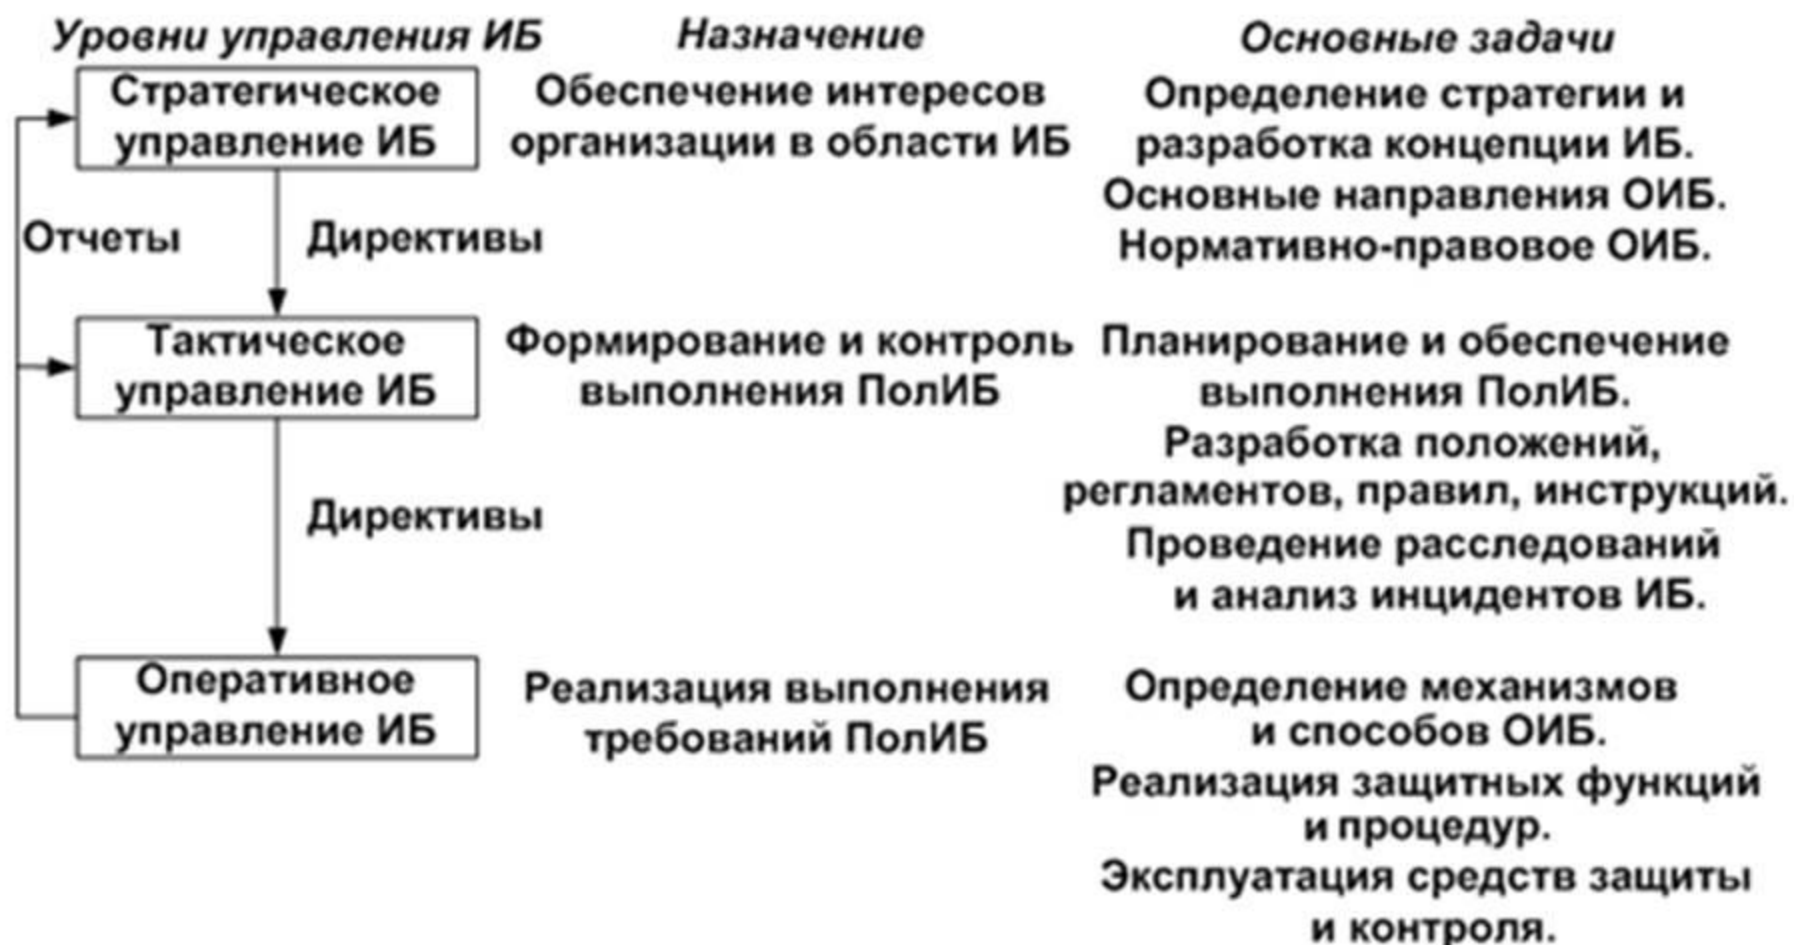 Уровни управления ИБ
Назначение
Основные задачи
Стратегическое
управление ИБ
Обеспечение интересов
организации в области ИБ
Определение стратегии и
разработка концепции ИБ.
Основные направления ОИБ.
Нормативно-правовое ОИБ.
Отчеты
Директивы
Тактическое
управление ИБ
Формирование и контроль
выполнения ПолИБ
Планирование и обеспечение
выполнения ПолИБ.
Разработка положений,
регламентов, правил, инструкций.
Проведение расследований
и анализ инцидентов ИБ.
Директивы
Оперативное
управление ИБ
Реализация выполнения
требований ПолИБ
Определение механизмов
и способов ОИБ.
Реализация защитных функций
и процедур.
Эксплуатация средств защиты
и контроля.